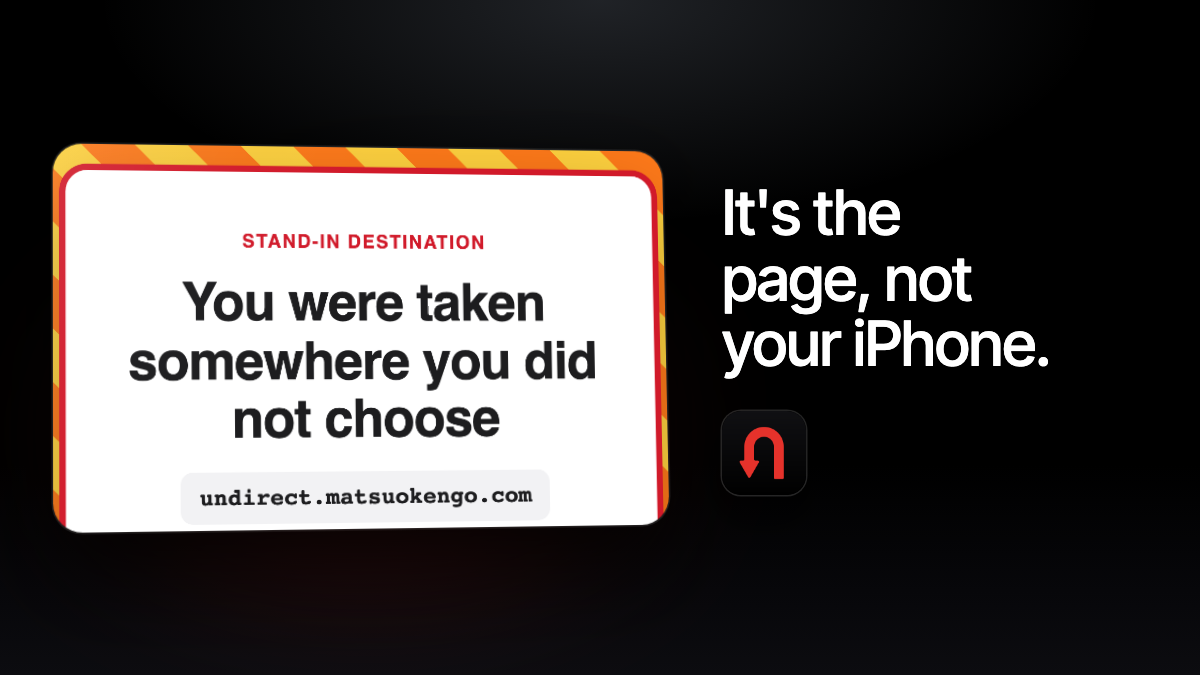 STAND-IN DESTINATION
You were taken
somewhere you did
not choose
undirect.matsuokengo.com
It's the
page, not
your iPhone.